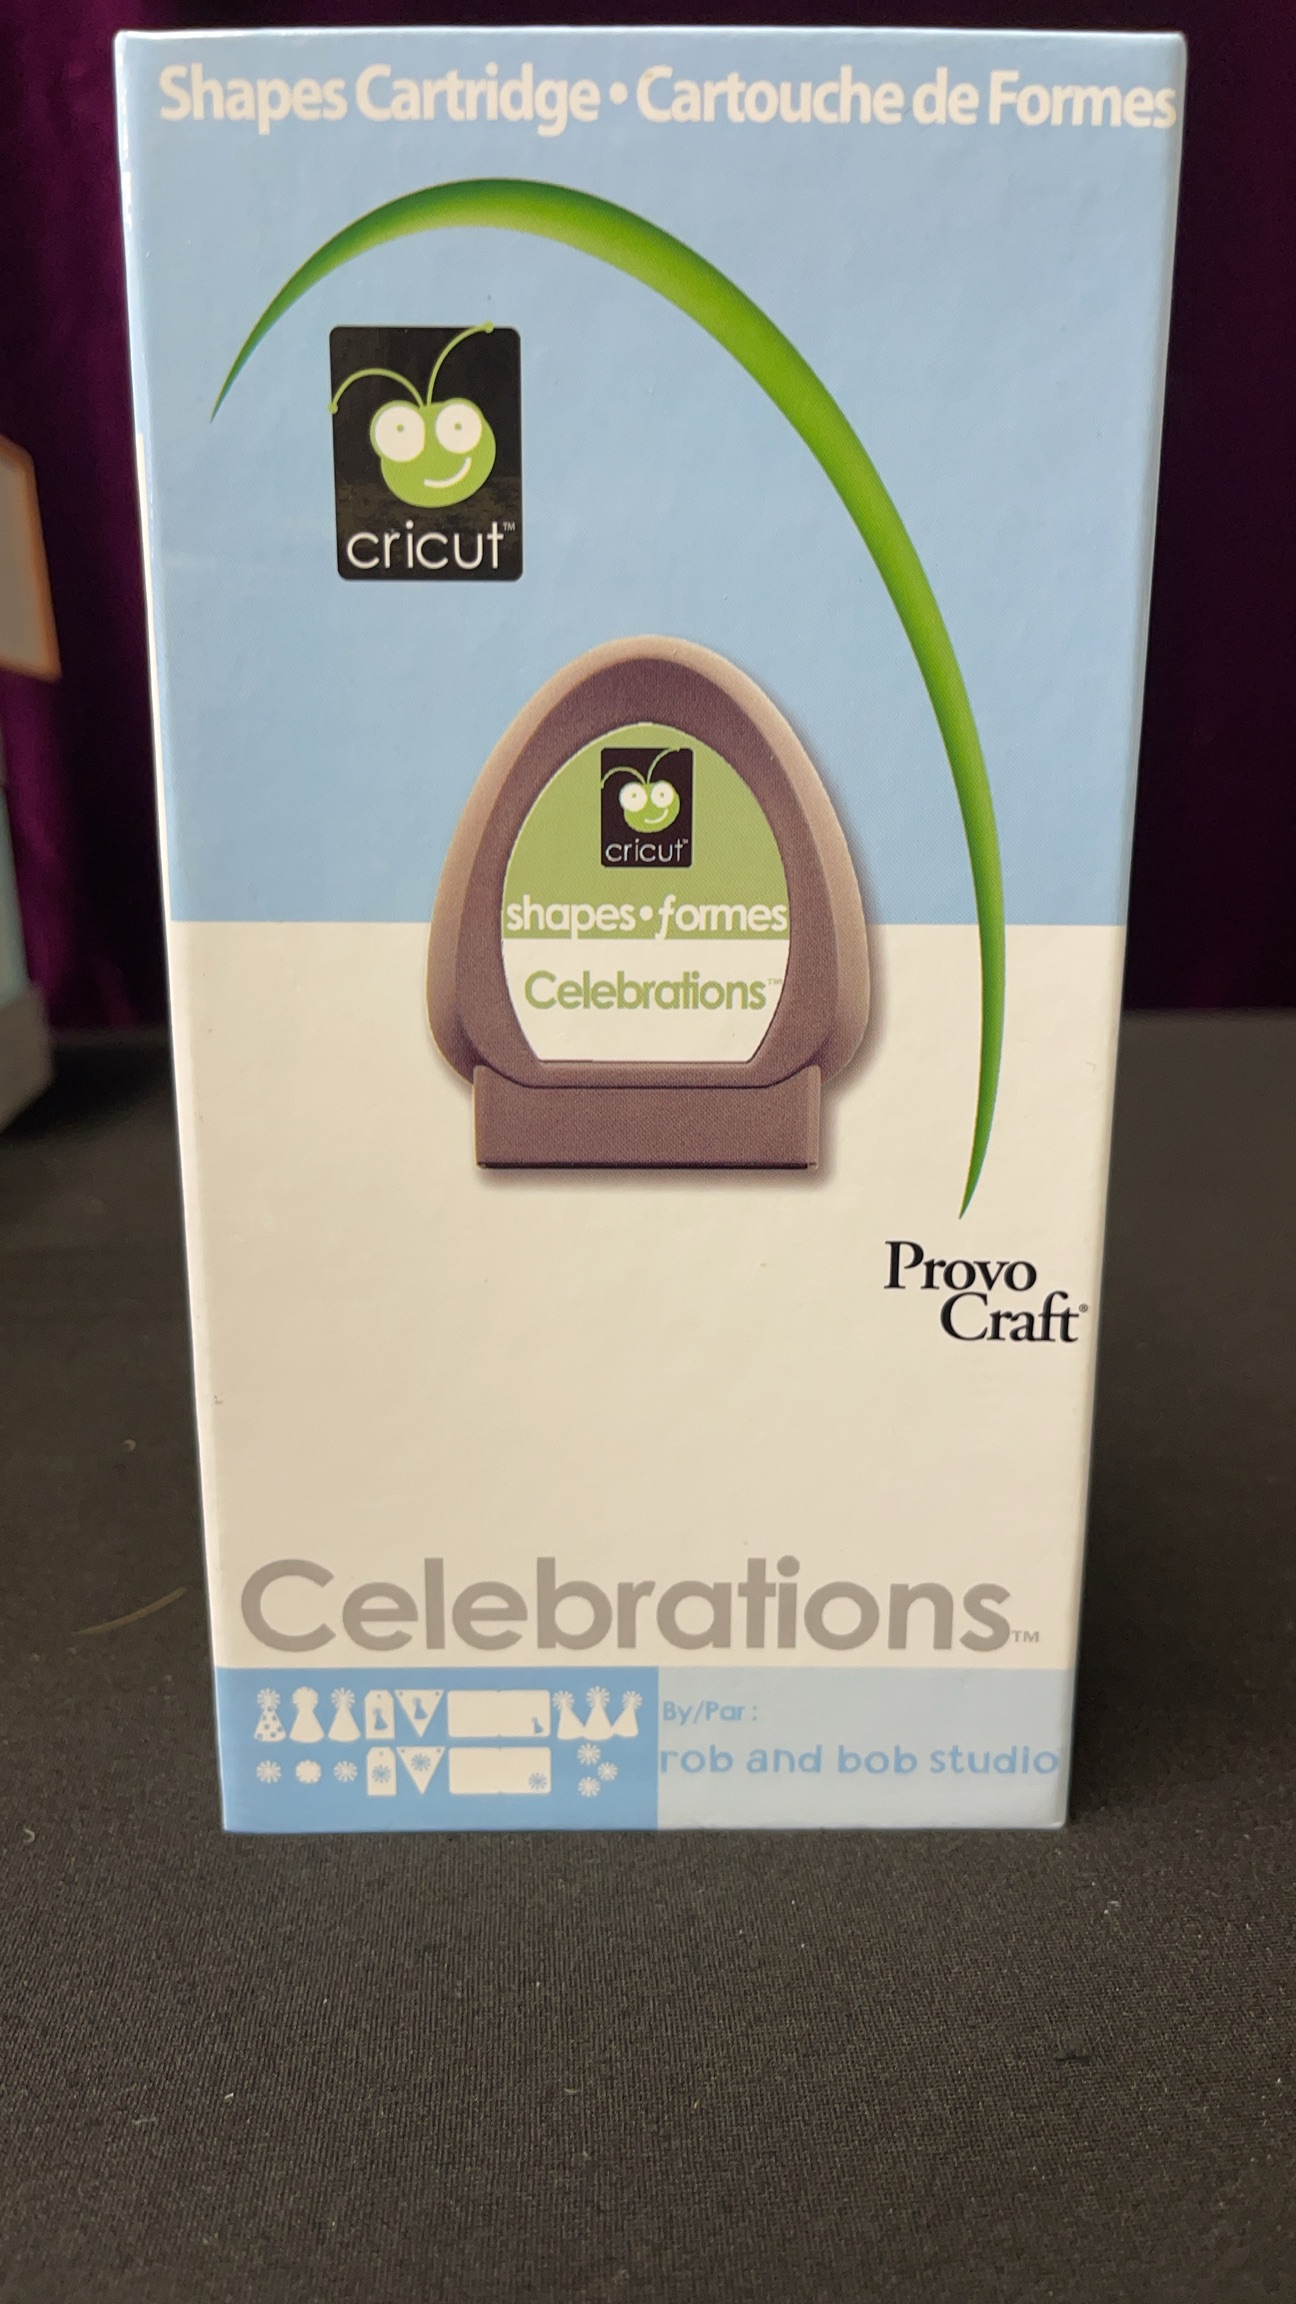 Shapes Cartridge • Cartouche de Formes
cricut™
cricut™
shapes•formes
Celebrations™
Provo
Craft®
Celebrations™
By/Par :
rob and bob studio